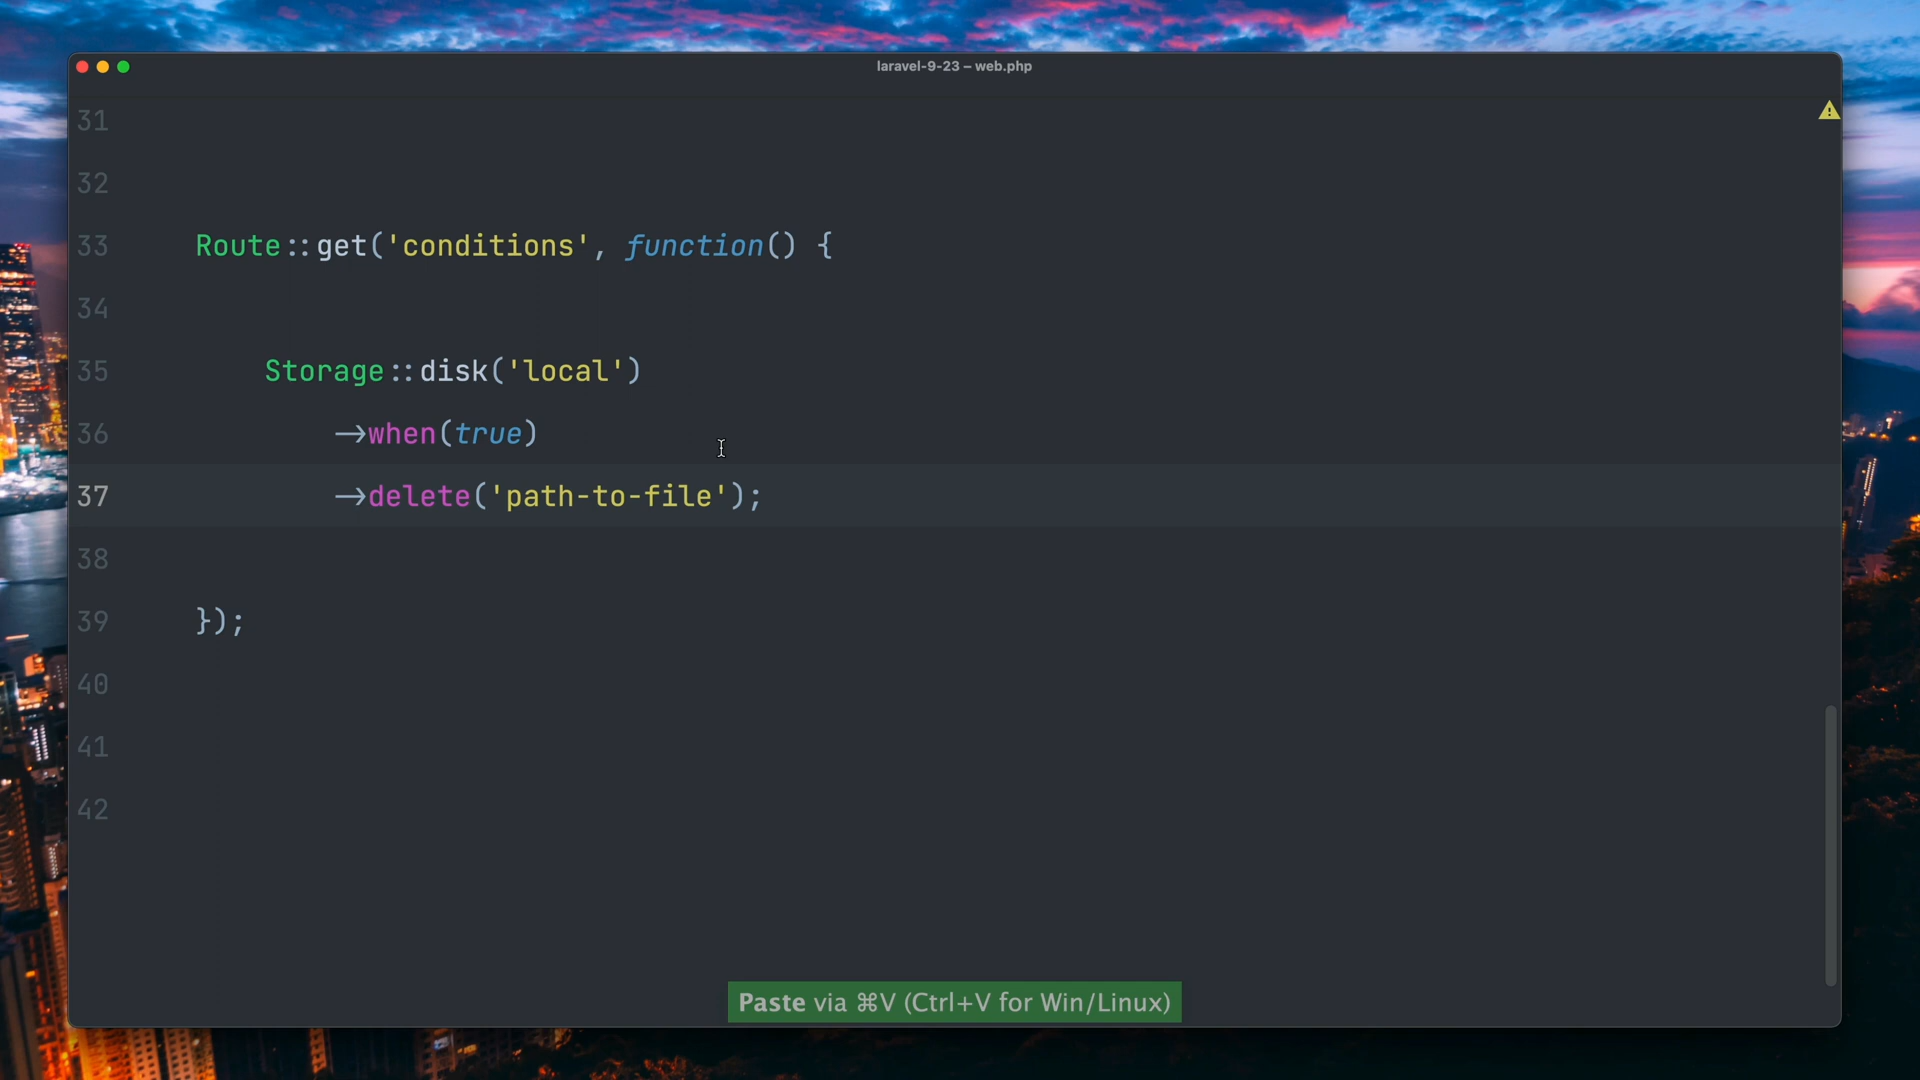 laravel-9-23 – web.php
31
32
33 Route::get('conditions', function() {
34
35 Storage::disk('local')
36 ->when(true)
37 ->delete('path-to-file');
38
39 });
40
41
42
Paste via ⌘V (Ctrl+V for Win/Linux)